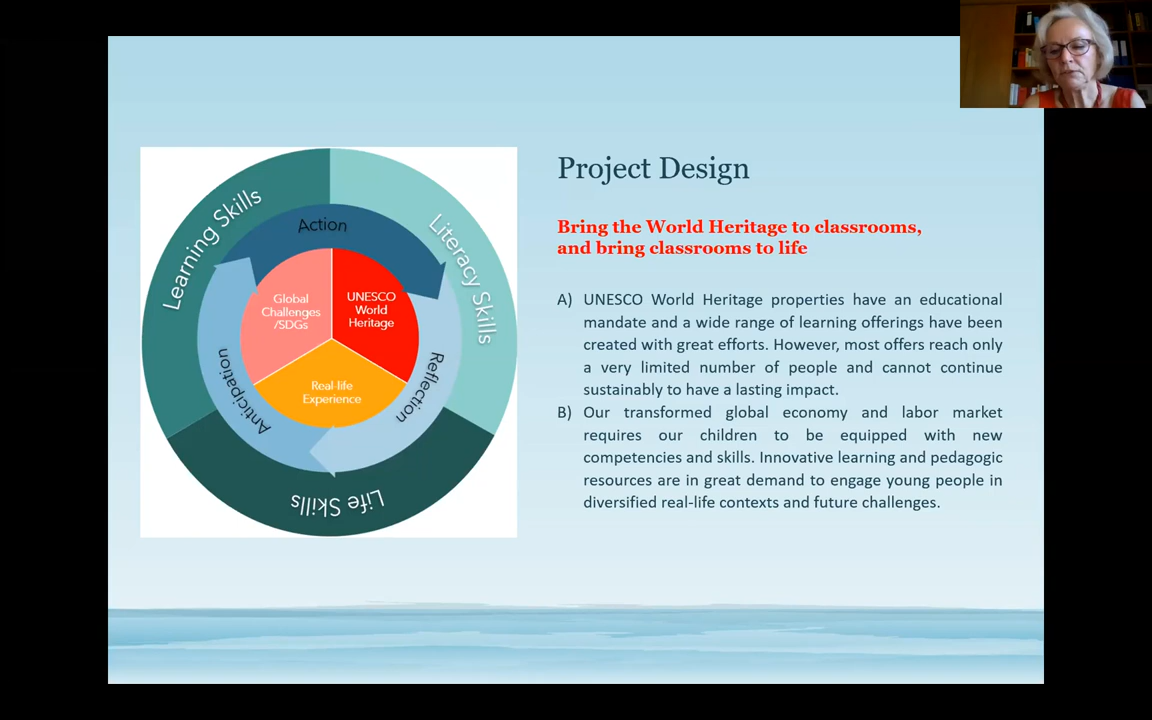 Project Design
Bring the World Heritage to classrooms,
and bring classrooms to life
A) UNESCO World Heritage properties have an educational
mandate and a wide range of learning offerings have been
created with great efforts. However, most offers reach only
a very limited number of people and cannot continue
sustainably to have a lasting impact.
B) Our transformed global economy and labor market
requires our children to be equipped with new
competencies and skills. Innovative learning and pedagogic
resources are in great demand to engage young people in
diversified real-life contexts and future challenges.
Learning Skills
Literacy Skills
Life Skills
Action
Reflection
Anticipation
Global
Challenges
/SDGs
UNESCO
World
Heritage
Real-life
Experience